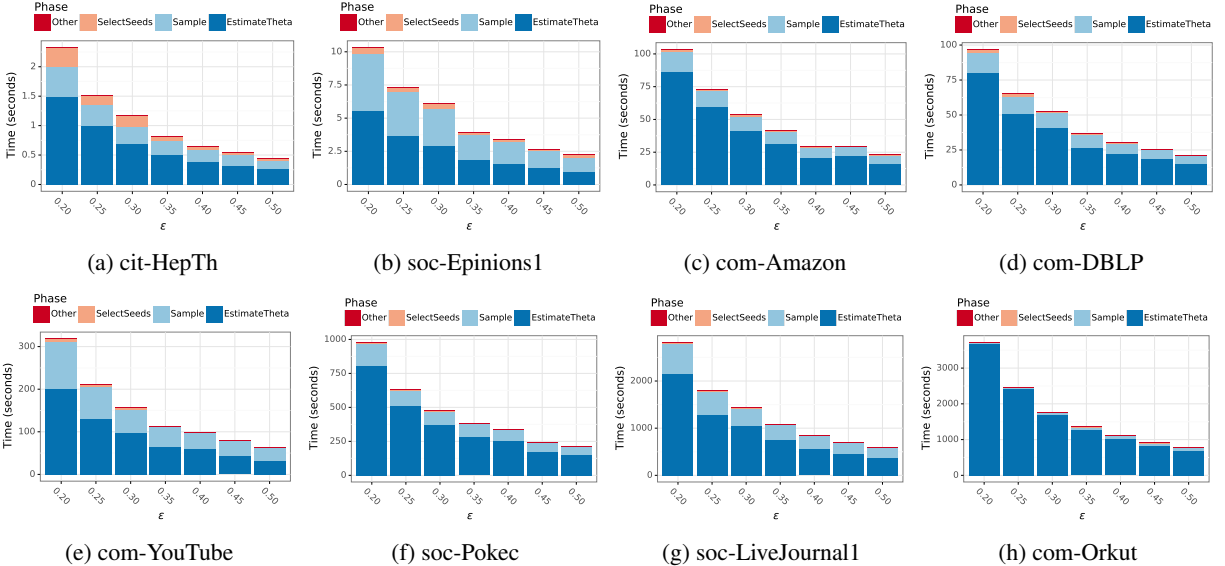 Phase
Other SelectSeeds Sample EstimateTheta
Time (seconds)
2
1.5
1
0.5
0
0.20 0.25 0.30 0.35 0.40 0.45 0.50
ε
(a) cit-HepTh
Phase
Other SelectSeeds Sample EstimateTheta
Time (seconds)
10
7.5
5
2.5
0
0.20 0.25 0.30 0.35 0.40 0.45 0.50
ε
(b) soc-Epinions1
Phase
Other SelectSeeds Sample EstimateTheta
Time (seconds)
100
75
50
25
0
0.20 0.25 0.30 0.35 0.40 0.45 0.50
ε
(c) com-Amazon
Phase
Other SelectSeeds Sample EstimateTheta
Time (seconds)
100
75
50
25
0
0.20 0.25 0.30 0.35 0.40 0.45 0.50
ε
(d) com-DBLP
Phase
Other SelectSeeds Sample EstimateTheta
Time (seconds)
300
200
100
0
0.20 0.25 0.30 0.35 0.40 0.45 0.50
ε
(e) com-YouTube
Phase
Other SelectSeeds Sample EstimateTheta
Time (seconds)
1000
750
500
250
0
0.20 0.25 0.30 0.35 0.40 0.45 0.50
ε
(f) soc-Pokec
Phase
Other SelectSeeds Sample EstimateTheta
Time (seconds)
2000
1000
0
0.20 0.25 0.30 0.35 0.40 0.45 0.50
ε
(g) soc-LiveJournal1
Phase
Other SelectSeeds Sample EstimateTheta
Time (seconds)
3000
2000
1000
0
0.20 0.25 0.30 0.35 0.40 0.45 0.50
ε
(h) com-Orkut